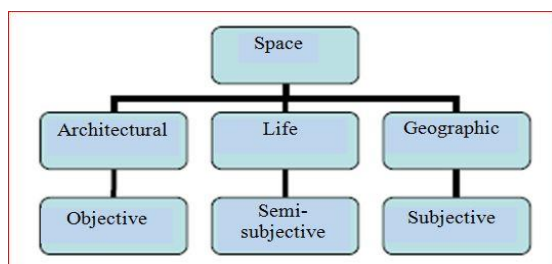 Space
Architectural
Life
Geographic
Objective
Semi-
subjective
Subjective